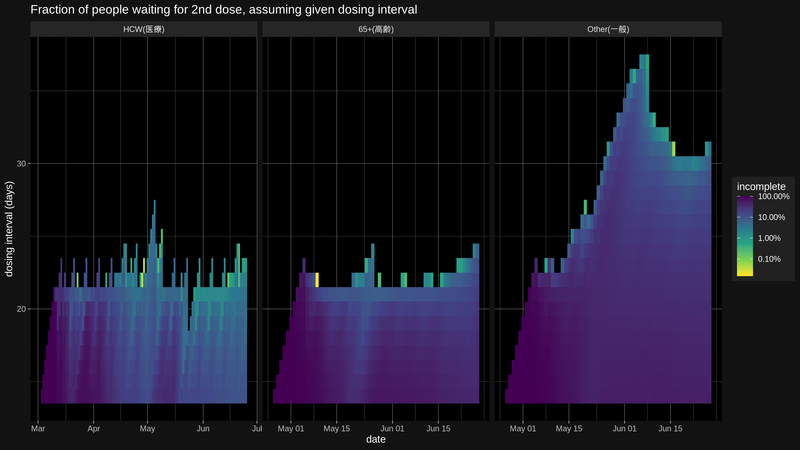 Fraction of people waiting for 2nd dose, assuming given dosing interval
HCW(医療)
65+(高齢)
Other(一般)
dosing interval (days)
30
20
Mar Apr May Jun Jul
May 01 May 15 Jun 01 Jun 15
May 01 May 15 Jun 01 Jun 15
date
incomplete
100.00%
10.00%
1.00%
0.10%